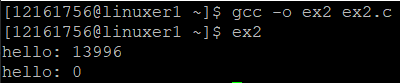 [12161756@linuxer1 ~]$ gcc -o ex2 ex2.c
[12161756@linuxer1 ~]$ ex2
hello: 13996
hello: 0